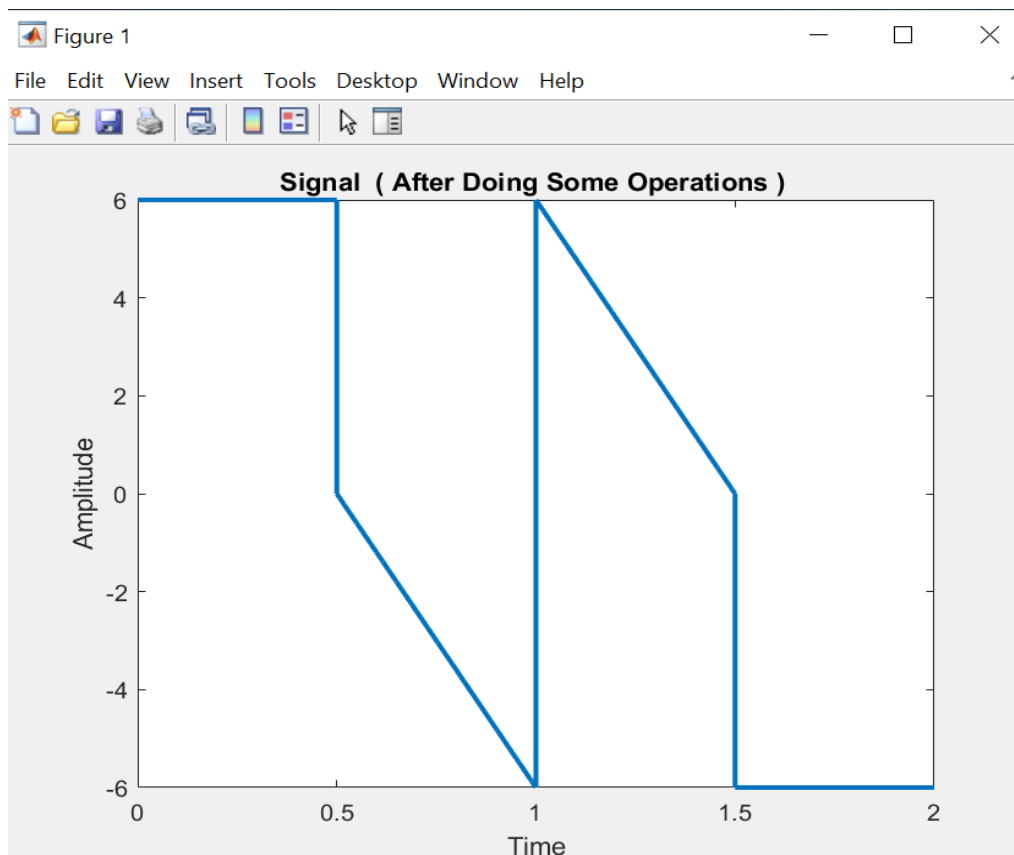 Figure 1
File Edit View Insert Tools Desktop Window Help
Signal ( After Doing Some Operations )
6
4
2
0
-2
-4
-6
Amplitude
0 0.5 1 1.5 2
Time